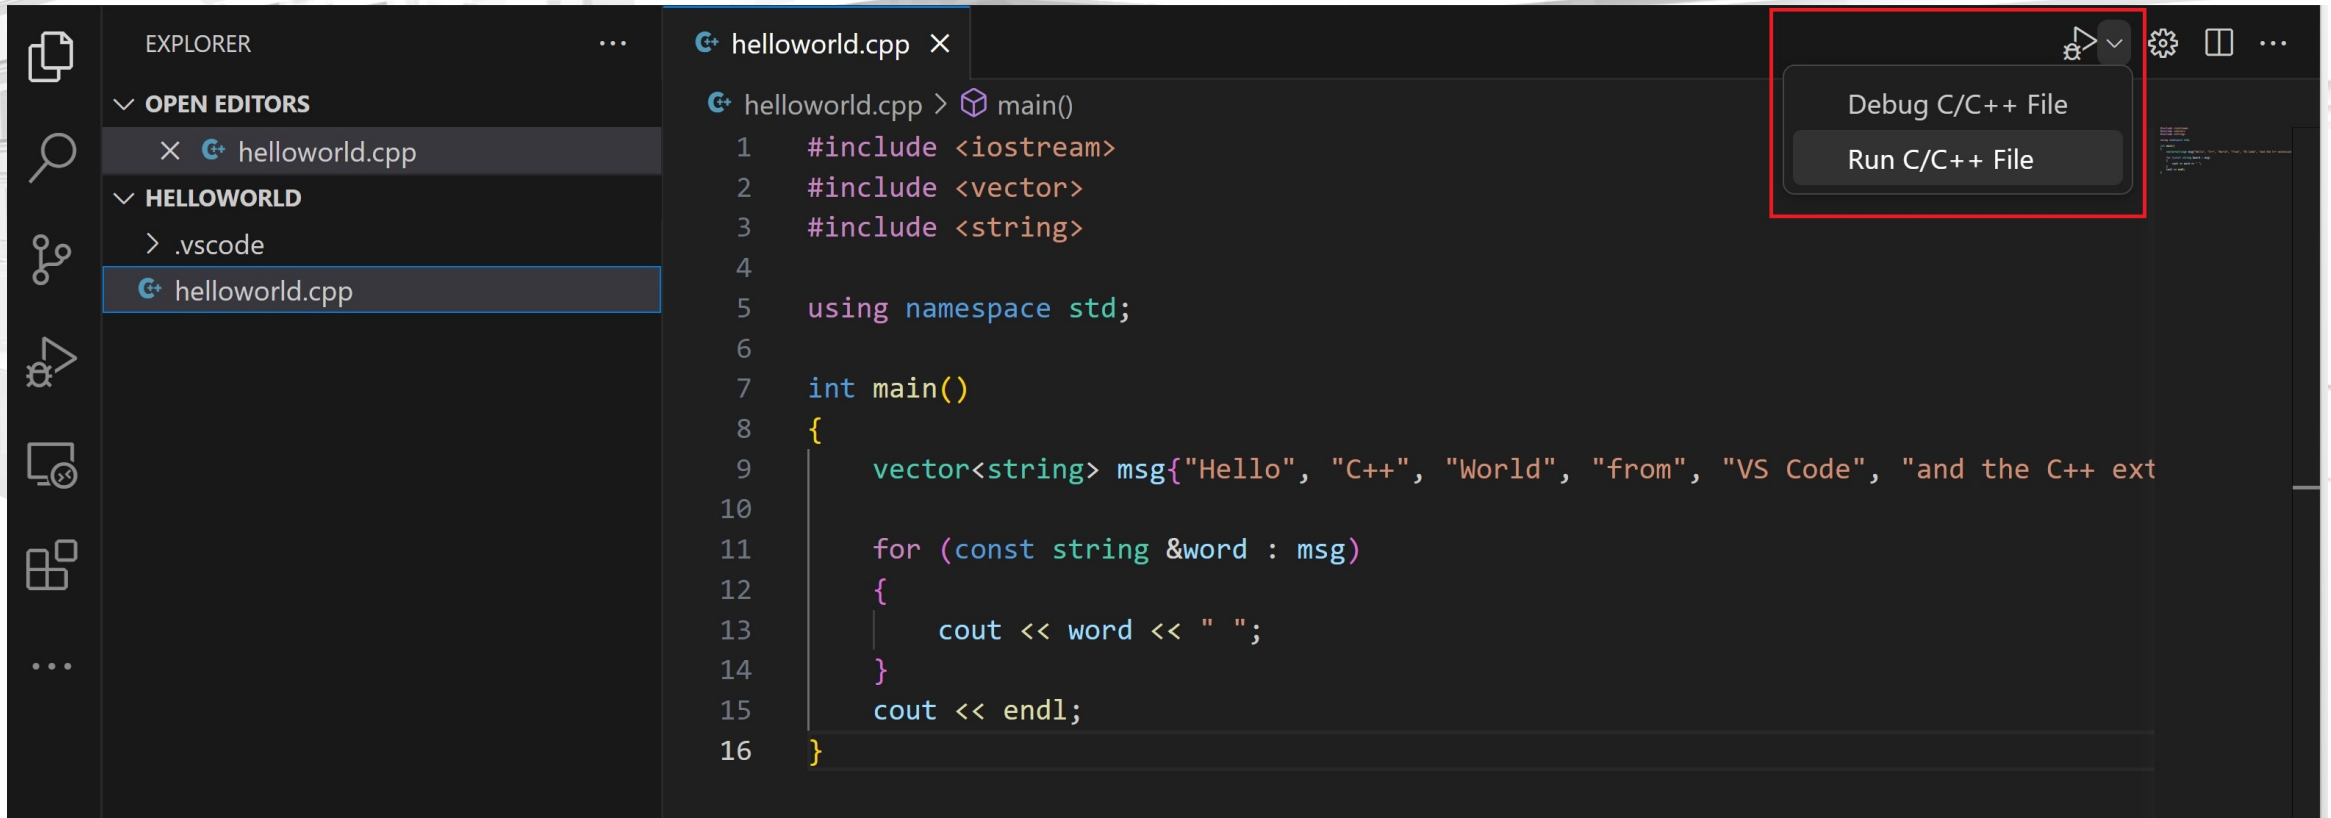 EXPLORER
OPEN EDITORS
helloworld.cpp
HELLOWORLD
.vscode
helloworld.cpp
helloworld.cpp
helloworld.cpp > main()
Debug C/C++ File
Run C/C++ File
1 #include <iostream>
2 #include <vector>
3 #include <string>
4
5 using namespace std;
6
7 int main()
8 {
9 vector<string> msg{"Hello", "C++", "World", "from", "VS Code", "and the C++ ext
10
11 for (const string &word : msg)
12 {
13 cout << word << " ";
14 }
15 cout << endl;
16 }